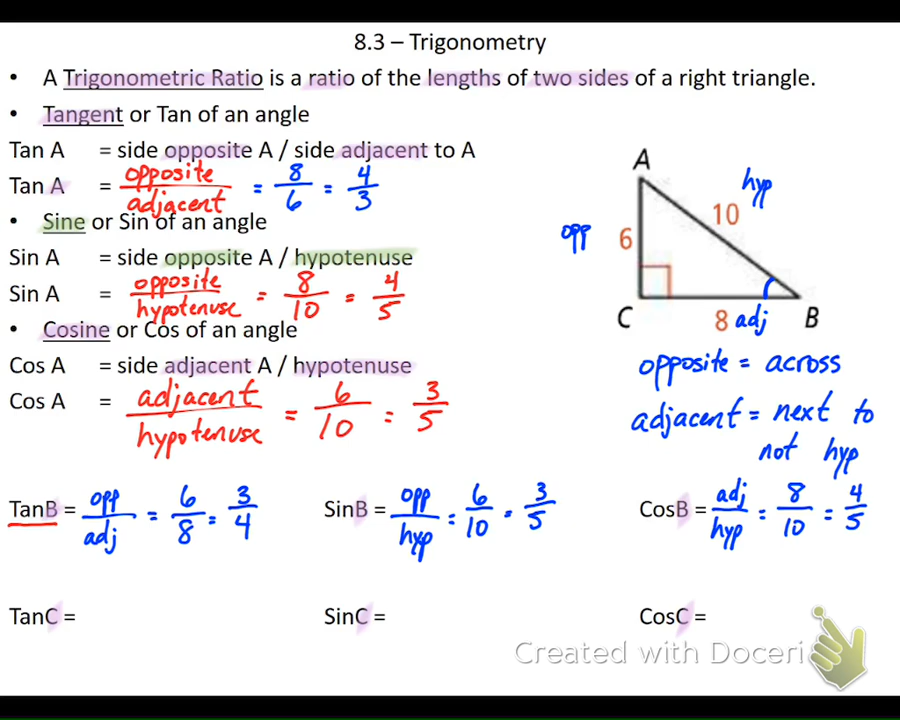 8.3 – Trigonometry
• A Trigonometric Ratio is a ratio of the lengths of two sides of a right triangle.
• Tangent or Tan of an angle
Tan A = side opposite A / side adjacent to A
Tan A = opposite / adjacent = 8/6 = 4/3
• Sine or Sin of an angle
Sin A = side opposite A / hypotenuse
Sin A = opposite / hypotenuse = 8/10 = 4/5
• Cosine or Cos of an angle
Cos A = side adjacent A / hypotenuse
Cos A = adjacent / hypotenuse = 6/10 = 3/5
A
hyp
10
opp 6
C 8 adj B
opposite = across
adjacent = next to
not hyp
TanB = opp/adj = 6/8 = 3/4 SinB = opp/hyp = 6/10 = 3/5 CosB = adj/hyp = 8/10 = 4/5
TanC = SinC = CosC =
Created with Doceri